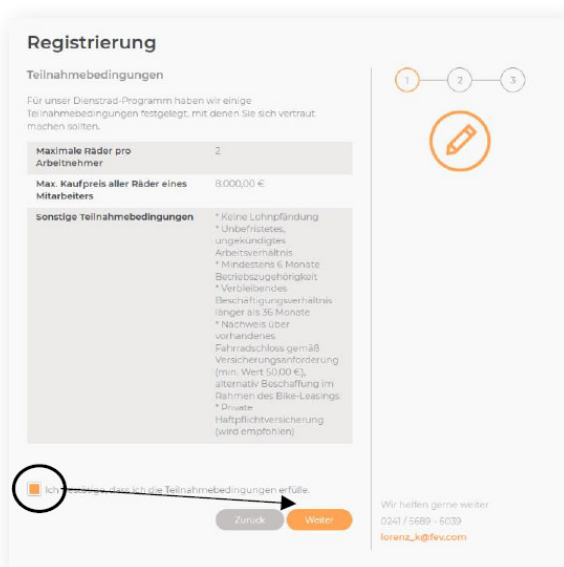 Registrierung
Teilnahmebedingungen
Für unser Dienstrad-Programm haben wir einige
Teilnahmebedingungen festgelegt, mit denen Sie sich vertraut
machen sollten.
Maximale Räder pro
Arbeitnehmer
2
Max. Kaufpreis aller Räder eines
Mitarbeiters
8.000,00 €
Sonstige Teilnahmebedingungen
* Keine Lohnpfändung
* Unbefristetes,
ungekündigtes
Arbeitsverhältnis
* Mindestens 6 Monate
Betriebszugehörigkeit
* Verbleibendes
Beschäftigungsverhältnis
länger als 36 Monate
* Nachweis über
vorhandenes
Fahrradschloss gemäß
Versicherungsanforderung
(min. Wert 50,00 €),
alternativ Beschaffung im
Rahmen des Bike-Leasings
* Private
Haftpflichtversicherung
(wird empfohlen)
Ich bestätige, dass ich die Teilnahmebedingungen erfülle.
Zurück
Weiter
1
2
3
Wir helfen gerne weiter
0241 / 5689 - 6039
lorenz_k@fev.com